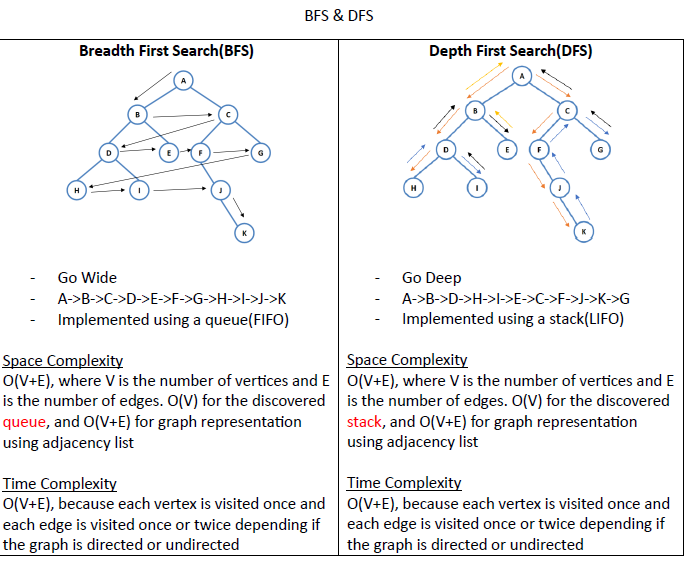 BFS & DFS
Breadth First Search(BFS)
A
B
C
D
E
F
G
H
I
J
K
- Go Wide
- A->B->C->D->E->F->G->H->I->J->K
- Implemented using a queue(FIFO)
Space Complexity
O(V+E), where V is the number of vertices and E
is the number of edges. O(V) for the discovered
queue, and O(V+E) for graph representation
using adjacency list
Time Complexity
O(V+E), because each vertex is visited once and
each edge is visited once or twice depending if
the graph is directed or undirected
Depth First Search(DFS)
A
B
C
D
E
F
G
H
I
J
K
- Go Deep
- A->B->D->H->I->E->C->F->J->K->G
- Implemented using a stack(LIFO)
Space Complexity
O(V+E), where V is the number of vertices and E
is the number of edges. O(V) for the discovered
stack, and O(V+E) for graph representation
using adjacency list
Time Complexity
O(V+E), because each vertex is visited once and
each edge is visited once or twice depending if
the graph is directed or undirected